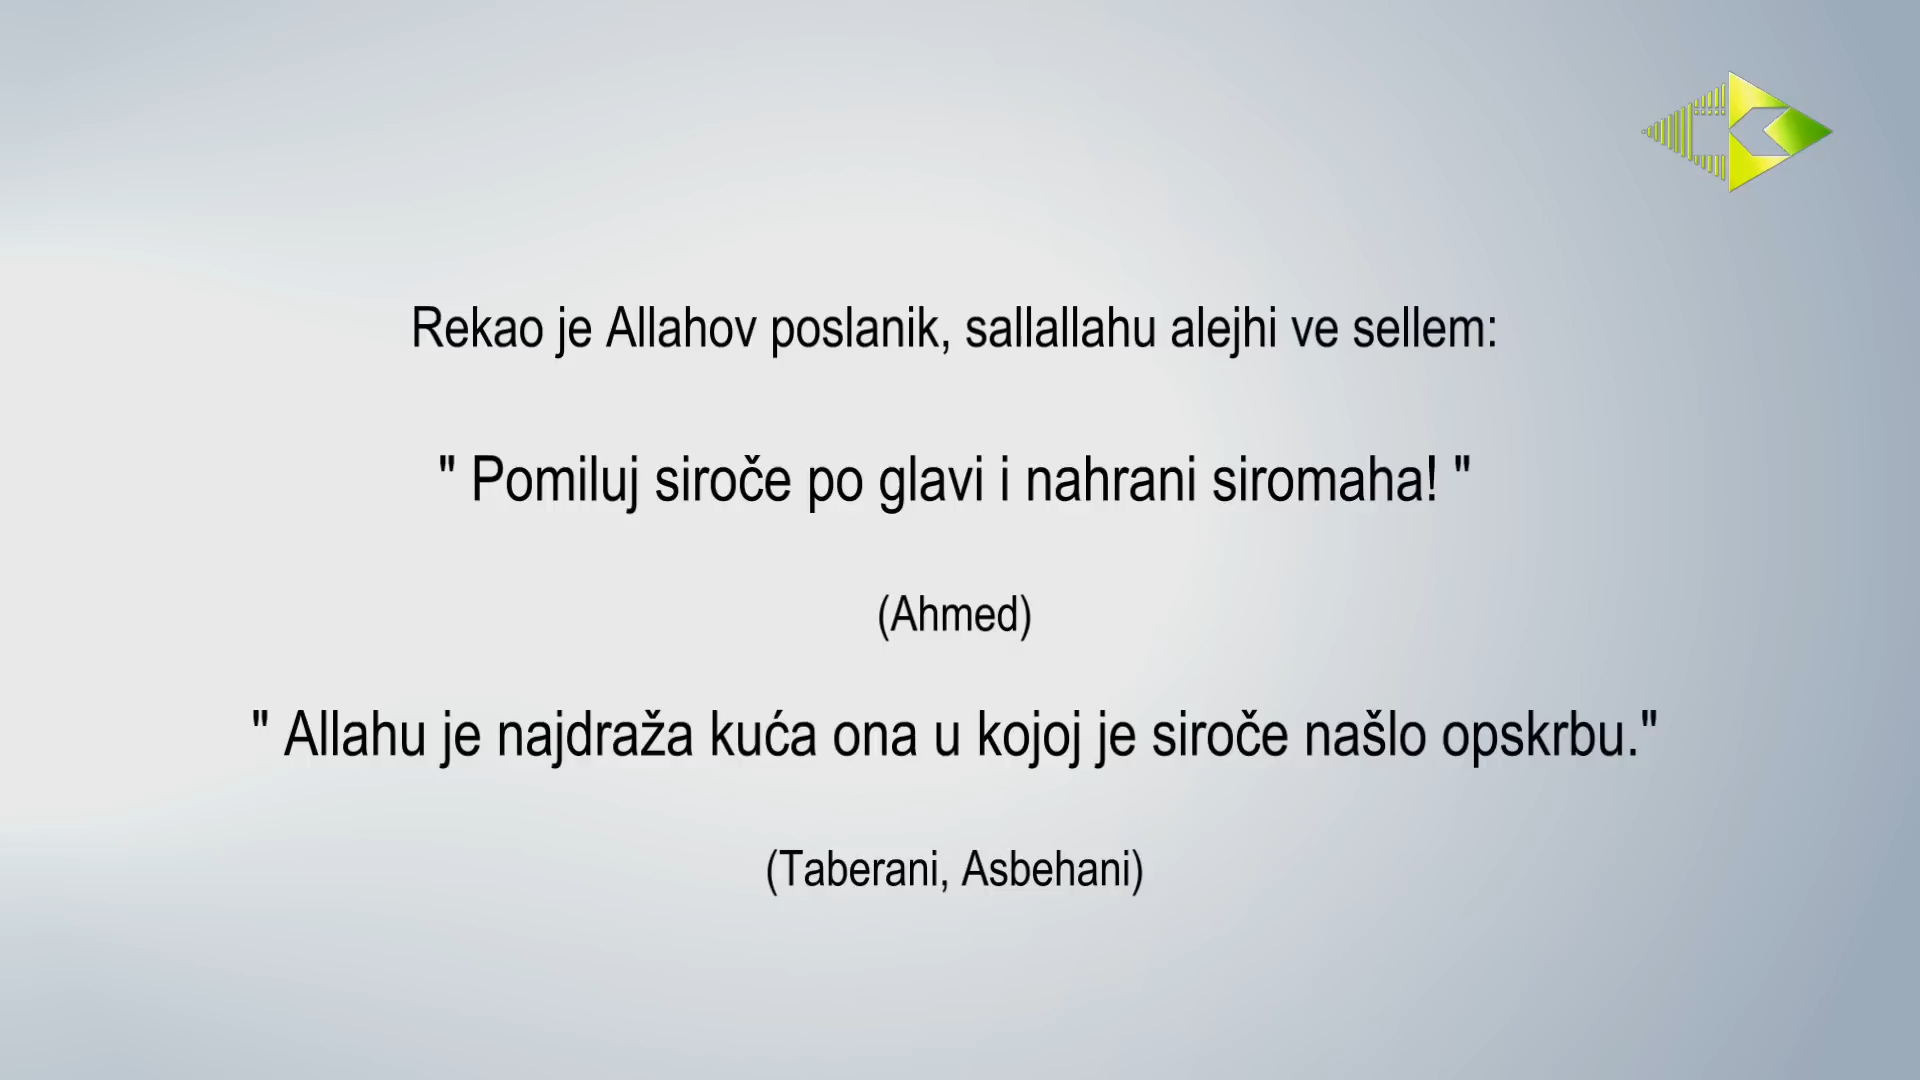 Rekao je Allahov poslanik, sallallahu alejhi ve sellem:
" Pomiluj siroče po glavi i nahrani siromaha! "
(Ahmed)
" Allahu je najdraža kuća ona u kojoj je siroče našlo opskrbu."
(Taberani, Asbehani)